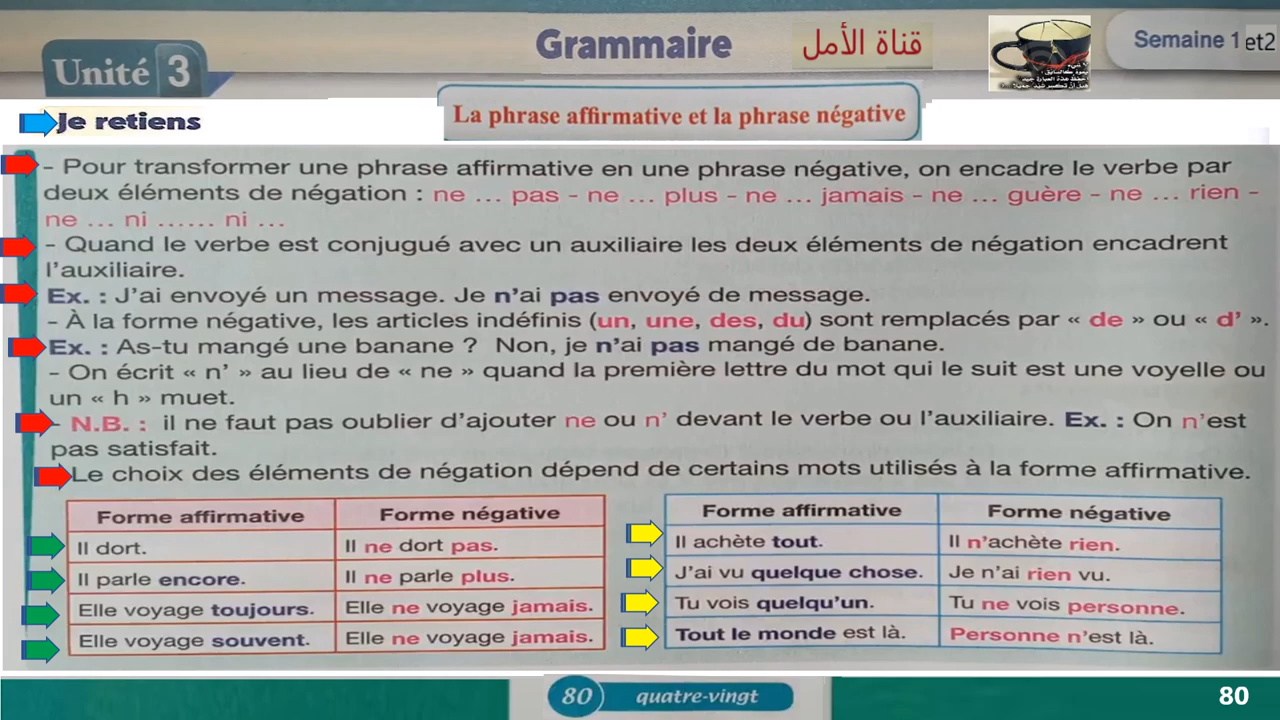 Unité 3
Grammaire
قناة الأمل
Semaine 1 et2
La phrase affirmative et la phrase négative
Je retiens
- Pour transformer une phrase affirmative en une phrase négative, on encadre le verbe par
deux éléments de négation : ne ... pas - ne ... plus - ne ... jamais - ne ... guère - ne ... rien -
ne ... ni ...... ni ...
- Quand le verbe est conjugué avec un auxiliaire les deux éléments de négation encadrent
l'auxiliaire.
Ex. : J'ai envoyé un message. Je n'ai pas envoyé de message.
- À la forme négative, les articles indéfinis (un, une, des, du) sont remplacés par « de » ou « d' ».
Ex. : As-tu mangé une banane ? Non, je n'ai pas mangé de banane.
- On écrit « n' » au lieu de « ne » quand la première lettre du mot qui le suit est une voyelle ou
un « h » muet.
- N.B. : il ne faut pas oublier d'ajouter ne ou n' devant le verbe ou l'auxiliaire. Ex. : On n'est
pas satisfait.
Le choix des éléments de négation dépend de certains mots utilisés à la forme affirmative.
Forme affirmative Forme négative
Il dort. Il ne dort pas.
Il parle encore. Il ne parle plus.
Elle voyage toujours. Elle ne voyage jamais.
Elle voyage souvent. Elle ne voyage jamais.
Forme affirmative Forme négative
Il achète tout. Il n'achète rien.
J'ai vu quelque chose. Je n'ai rien vu.
Tu vois quelqu'un. Tu ne vois personne.
Tout le monde est là. Personne n'est là.
80 quatre-vingt
80